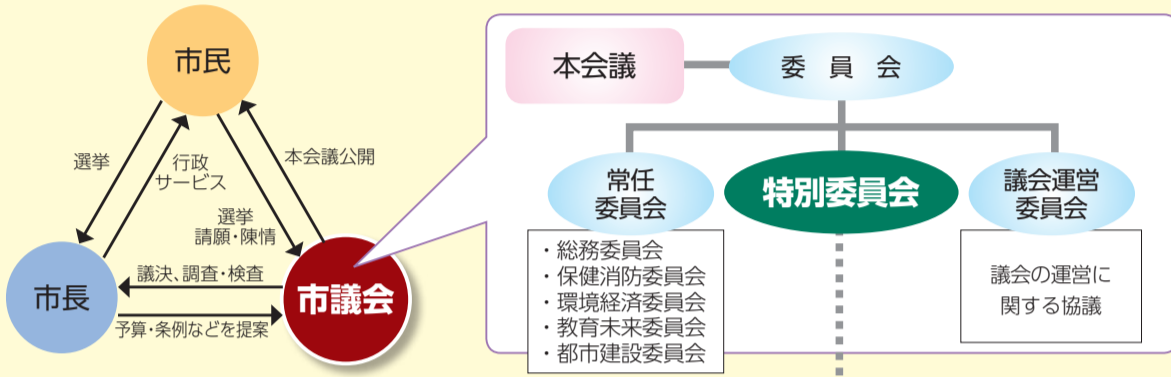 市民
選挙
行政
サービス
本会議公開
選挙
請願・陳情
市長
議決、調査・検査
予算・条例などを提案
市議会
本会議
委員会
常任
委員会
・総務委員会
・保健消防委員会
・環境経済委員会
・教育未来委員会
・都市建設委員会
特別委員会
議会運営
委員会
議会の運営に
関する協議